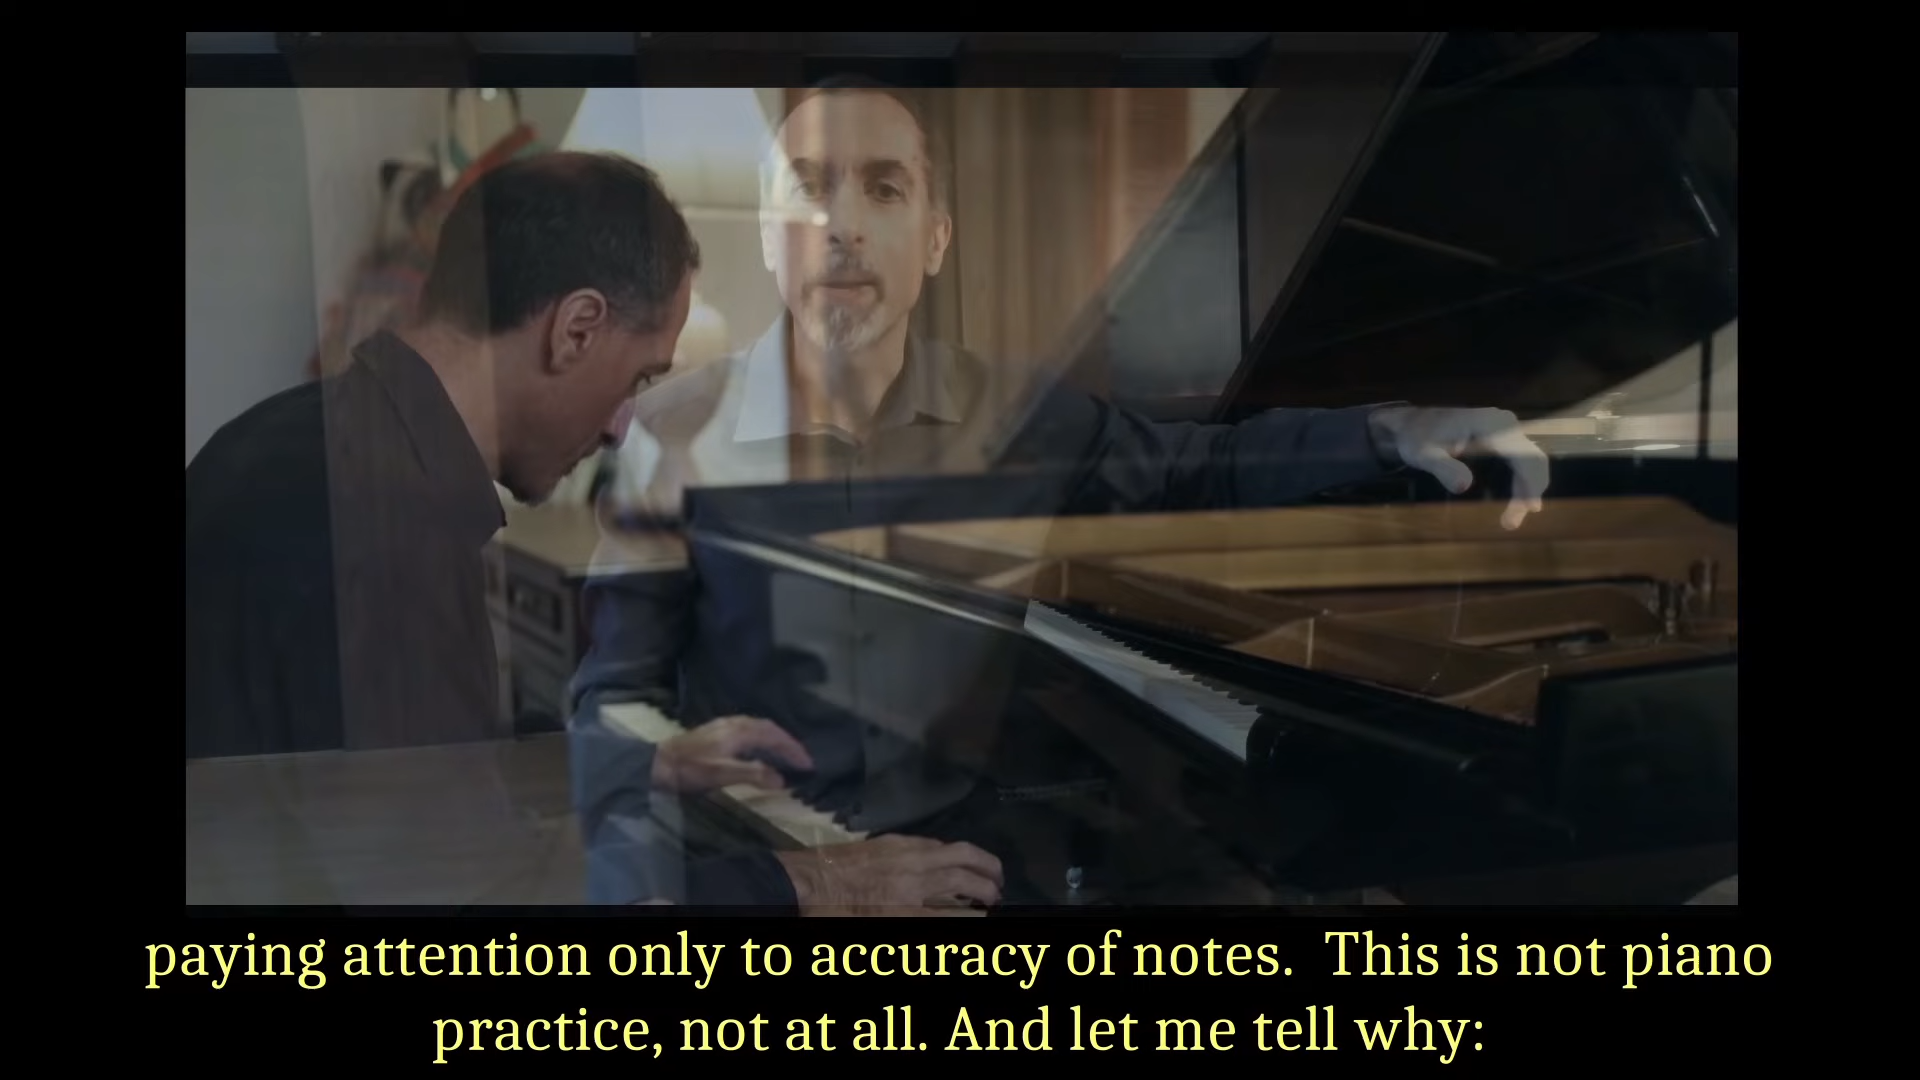 paying attention only to accuracy of notes.  This is not piano
practice, not at all. And let me tell why: